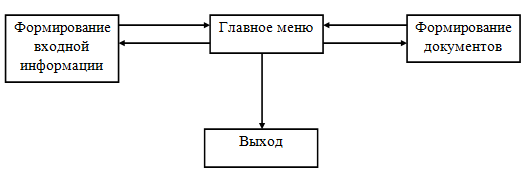 Формирование
входной
информации
Главное меню
Формирование
документов
Выход